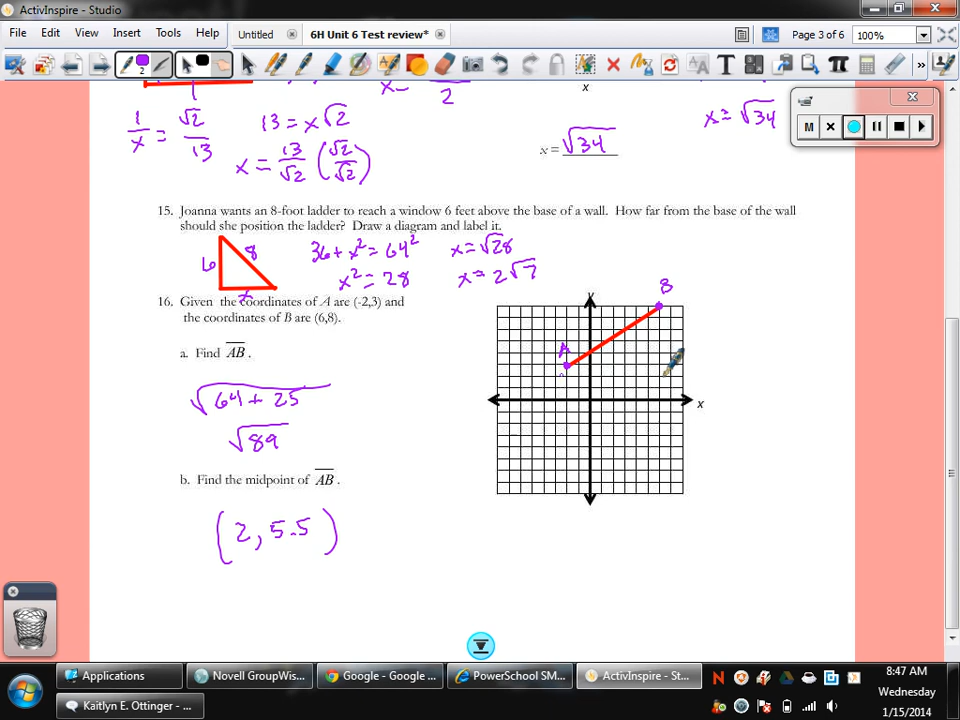 ActivInspire - Studio
File Edit View Insert Tools Help Untitled 6H Unit 6 Test review* Page 3 of 6 100%
1
x=
2
x
M
1/x = √2/13
13 = x√2
x = √34
x = 13/√2 (√2/√2)
x = √34
15. Joanna wants an 8-foot ladder to reach a window 6 feet above the base of a wall. How far from the base of the wall
should she position the ladder? Draw a diagram and label it.
6 8 x
36 + x² = 64² x = √28
x² = 28 x = 2√7
16. Given the coordinates of A are (-2,3) and
the coordinates of B are (6,8).
a. Find AB.
√64 + 25
√89
b. Find the midpoint of AB.
(2, 5.5)
y
B
A
x
Applications Novell GroupWis... Google - Google ... PowerSchool SM... ActivInspire - St...
Kaitlyn E. Ottinger - ...
8:47 AM
Wednesday
1/15/2014